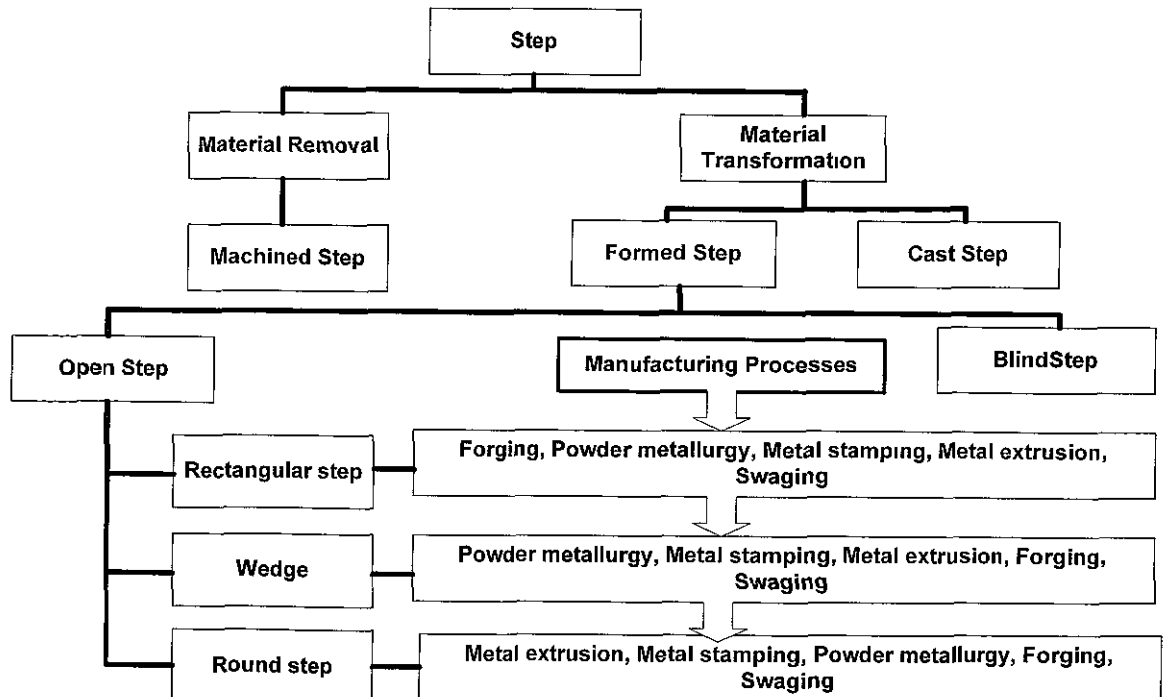 Step
Material Removal
Material
Transformation
Machined Step
Formed Step
Cast Step
Open Step
Manufacturing Processes
BlindStep
Rectangular step
Forging, Powder metallurgy, Metal stamping, Metal extrusion,
Swaging
Wedge
Powder metallurgy, Metal stamping, Metal extrusion, Forging,
Swaging
Round step
Metal extrusion, Metal stamping, Powder metallurgy, Forging,
Swaging